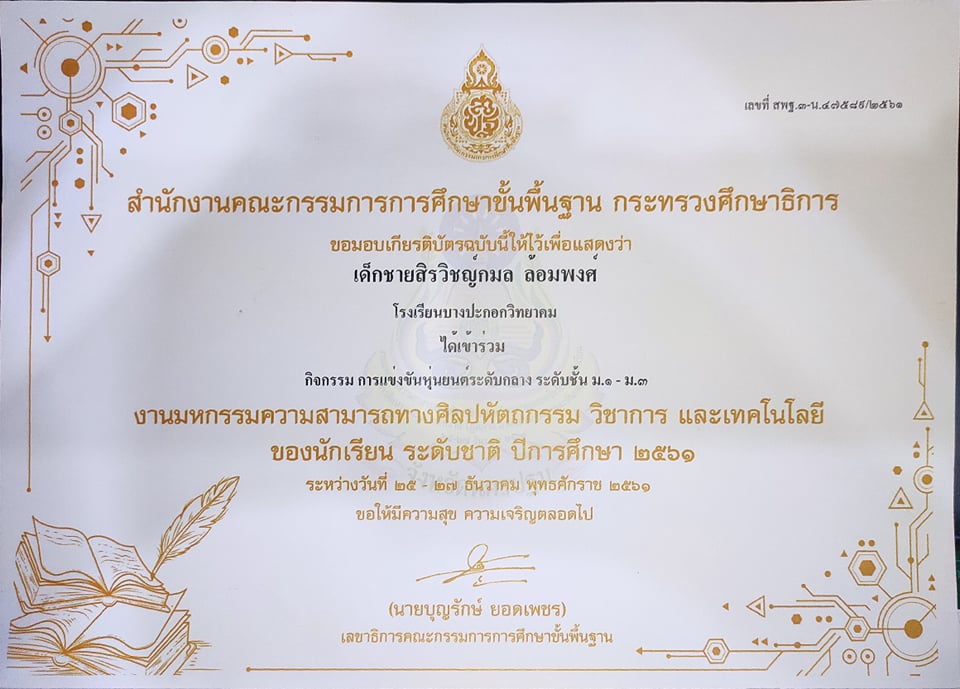 เลขที่ สพฐ.๓-น.๔๗๕๘๙/๒๕๖๑
สำนักงานคณะกรรมการการศึกษาขั้นพื้นฐาน กระทรวงศึกษาธิการ
ขอมอบเกียรติบัตรฉบับนี้ให้ไว้เพื่อแสดงว่า
เด็กชายสิรวิชญ์กมล ล้อมพงศ์
โรงเรียนบางปะกอกวิทยาคม
ได้เข้าร่วม
กิจกรรม การแข่งขันหุ่นยนต์ระดับกลาง ระดับชั้น ม.๑ - ม.๓
งานมหกรรมความสามารถทางศิลปหัตถกรรม วิชาการ และเทคโนโลยี
ของนักเรียน ระดับชาติ ปีการศึกษา ๒๕๖๑
ระหว่างวันที่ ๒๕ - ๒๗ ธันวาคม พุทธศักราช ๒๕๖๑
ขอให้มีความสุข ความเจริญตลอดไป
(นายบุญรักษ์ ยอดเพชร)
เลขาธิการคณะกรรมการการศึกษาขั้นพื้นฐาน